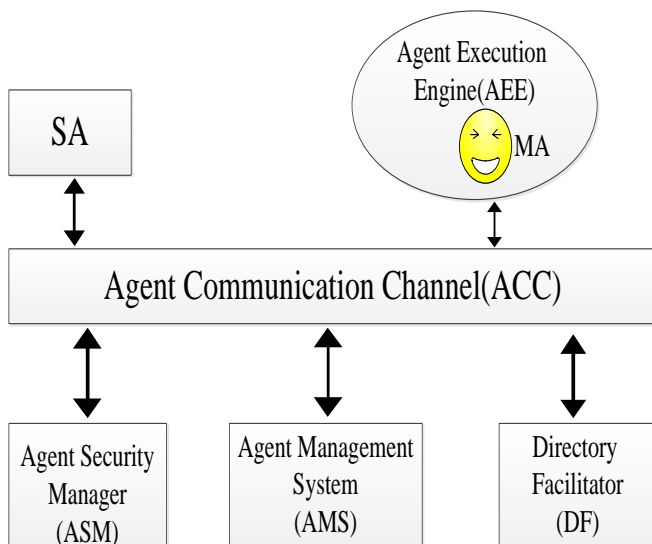 Agent Execution
Engine(AEE)
MA
SA
Agent Communication Channel(ACC)
Agent Security
Manager
(ASM)
Agent Management
System
(AMS)
Directory
Facilitator
(DF)